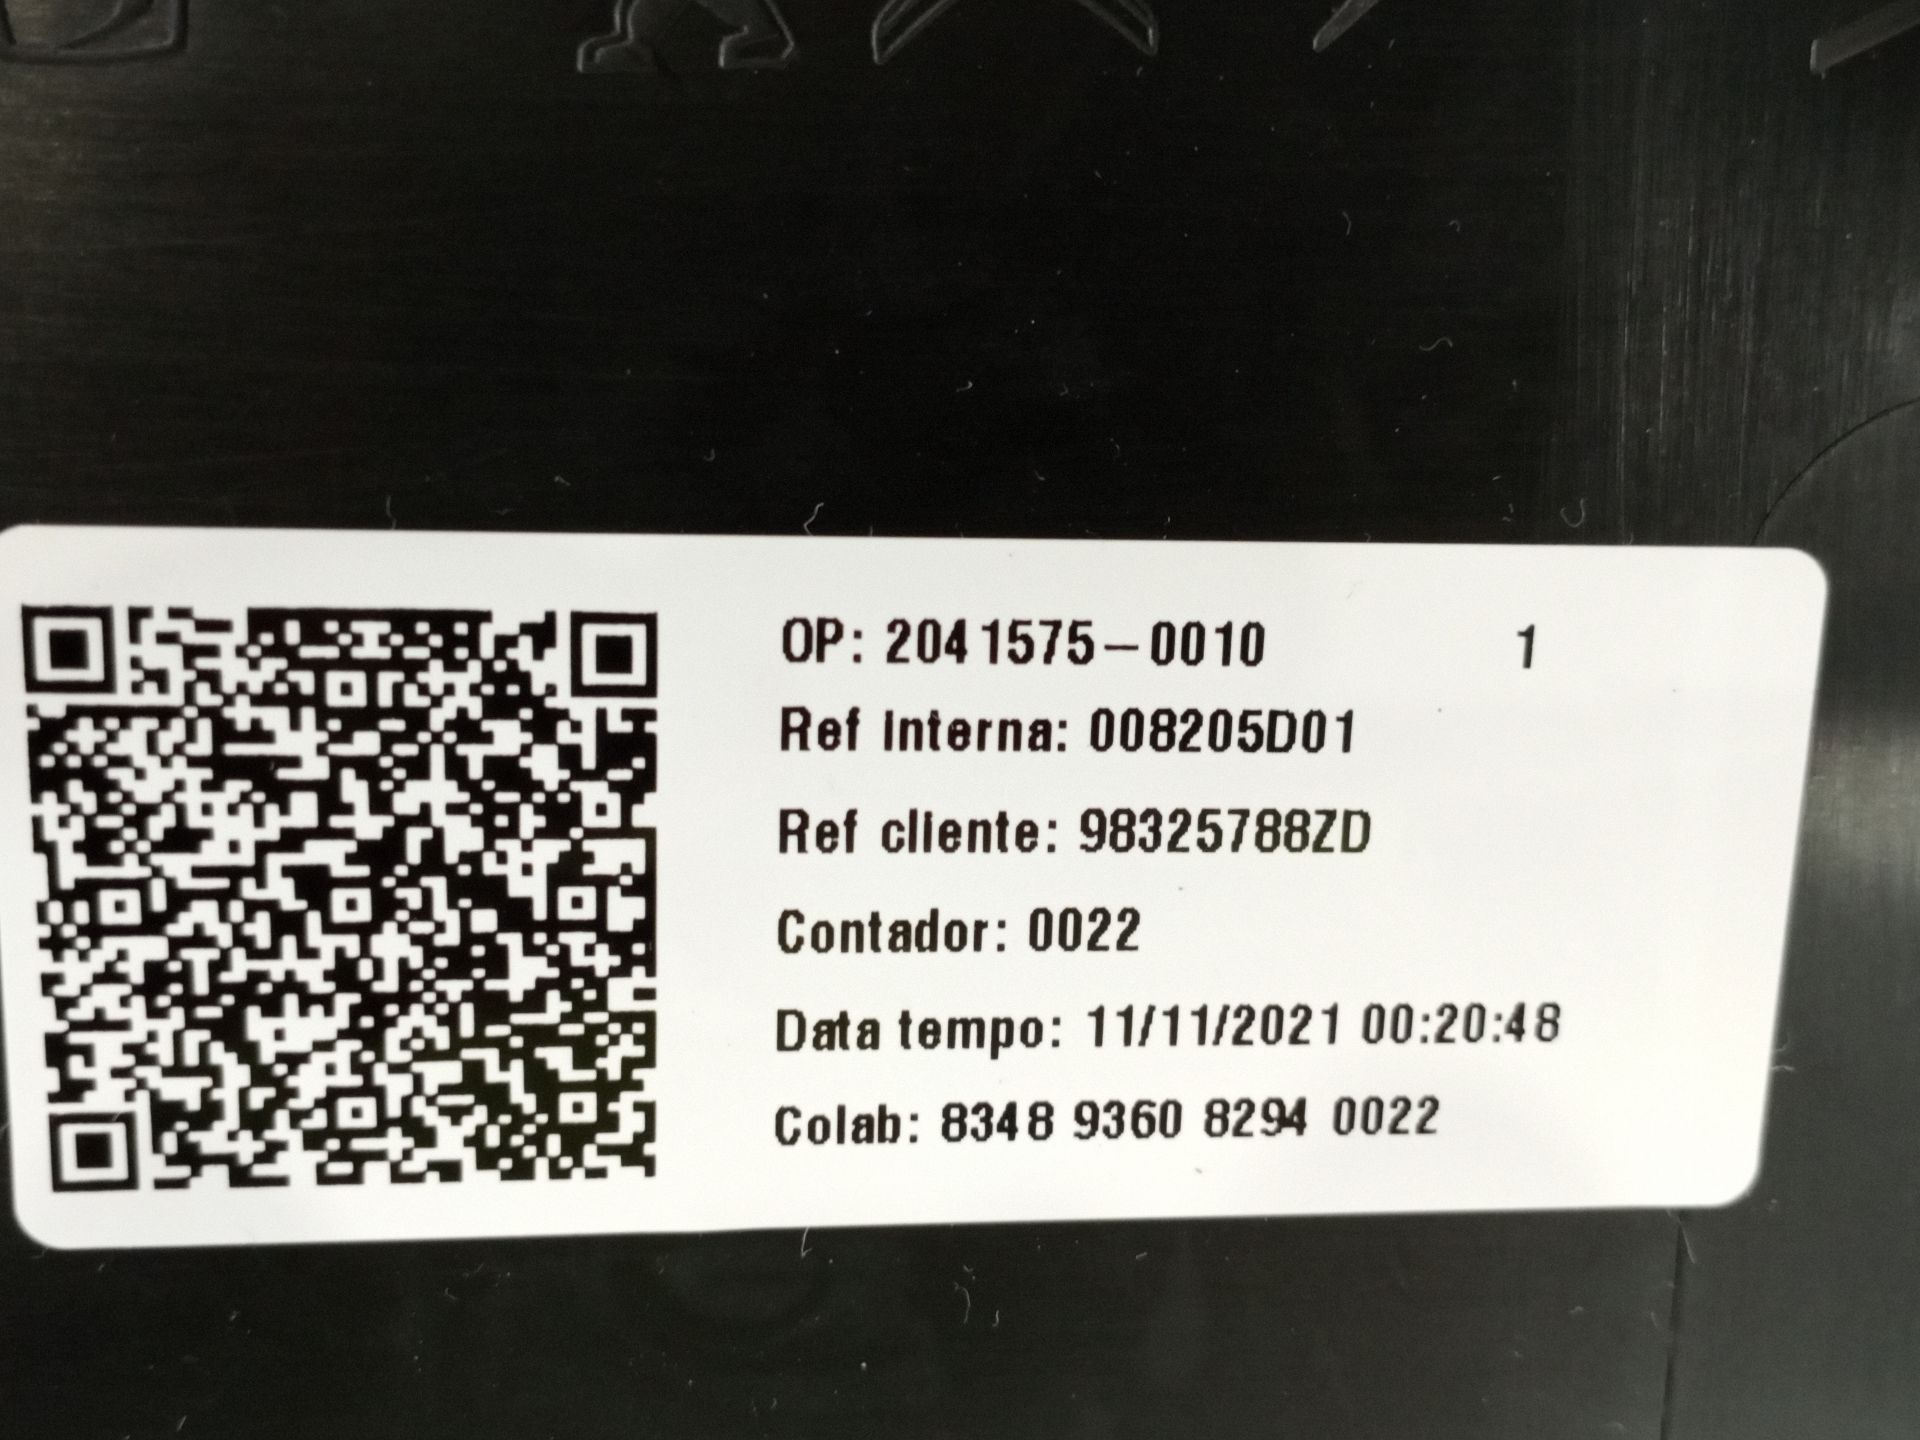 OP: 2041575-0010 1
Ref Interna: 008205D01
Ref cliente: 98325788ZD
Contador: 0022
Data tempo: 11/11/2021 00:20:48
Colab: 8348 9360 8294 0022